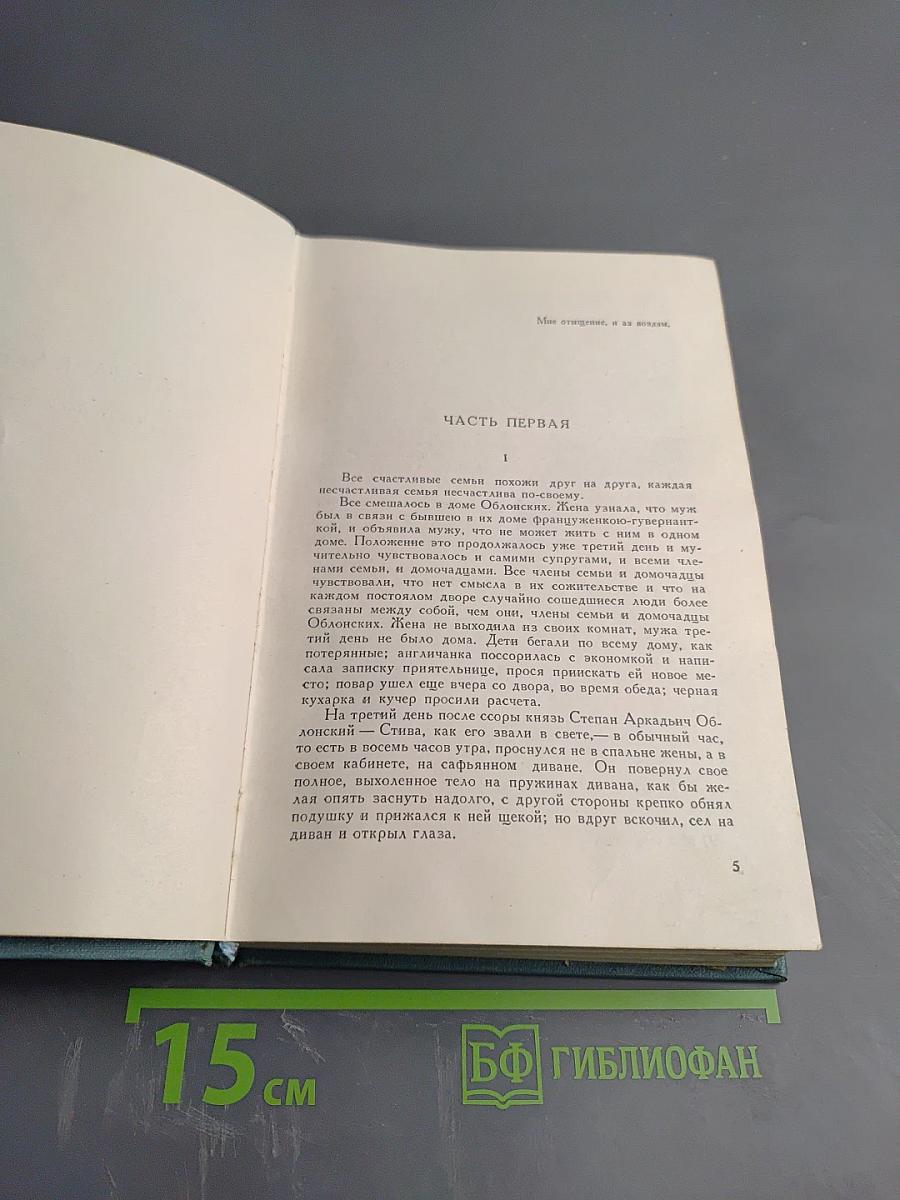 Мне отмщение, и аз воздам.
ЧАСТЬ ПЕРВАЯ
I
Все счастливые семьи похожи друг на друга, каждая
несчастливая семья несчастлива по-своему.
Все смешалось в доме Облонских. Жена узнала, что муж
был в связи с бывшею в их доме француженкою-гувернант-
кой, и объявила мужу, что не может жить с ним в одном
доме. Положение это продолжалось уже третий день и му-
чительно чувствовалось и самими супругами, и всеми чле-
нами семьи, и домочадцами. Все члены семьи и домочадцы
чувствовали, что нет смысла в их сожительстве и что на
каждом постоялом дворе случайно сошедшиеся люди более
связаны между собой, чем они, члены семьи и домочадцы
Облонских. Жена не выходила из своих комнат, мужа тре-
тий день не было дома. Дети бегали по всему дому, как
потерянные; англичанка поссорилась с экономкой и напи-
сала записку приятельнице, прося приискать ей новое ме-
сто; повар ушел еще вчера со двора, во время обеда; черная
кухарка и кучер просили расчета.
На третий день после ссоры князь Степан Аркадьич Об-
лонский — Стива, как его звали в свете,— в обычный час,
то есть в восемь часов утра, проснулся не в спальне жены, а в
своем кабинете, на сафьянном диване. Он повернул свое
полное, выхоленное тело на пружинах дивана, как бы же-
лая опять заснуть надолго, с другой стороны крепко обнял
подушку и прижался к ней щекой; но вдруг вскочил, сел на
диван и открыл глаза.
5
15 см
БФ ГИБЛИОФАН